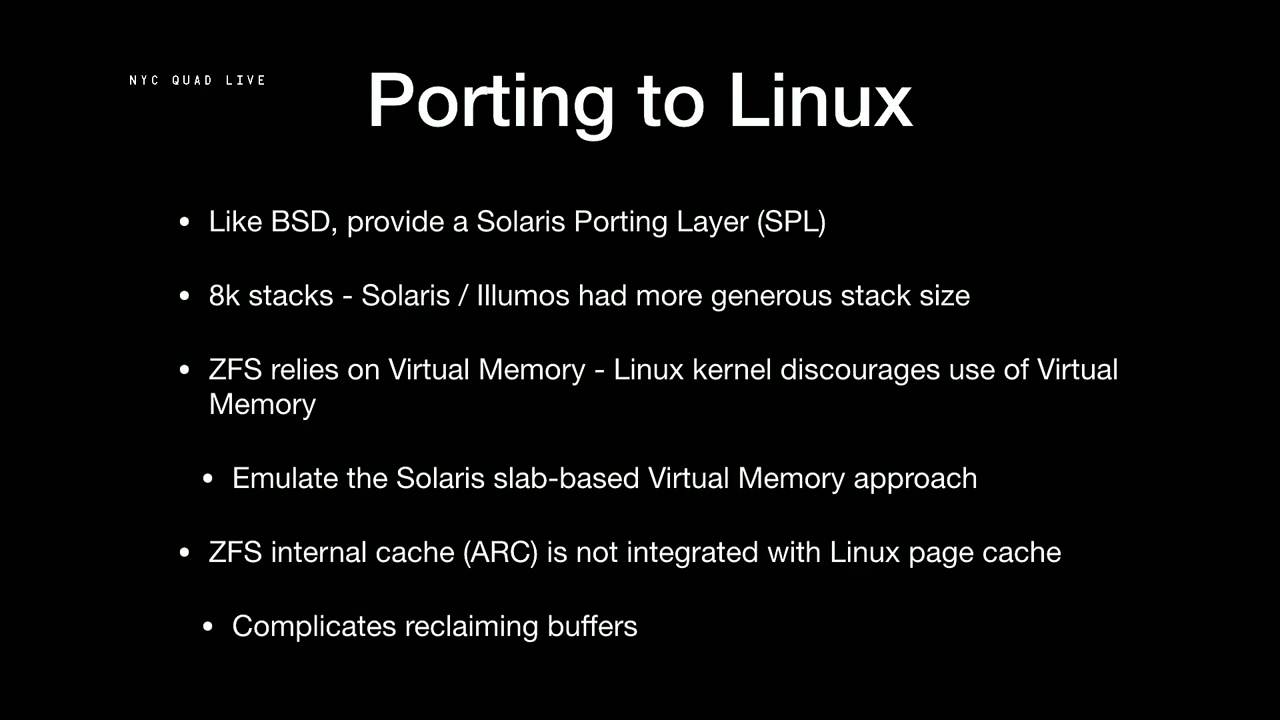 NYC QUAD LIVE
Porting to Linux
• Like BSD, provide a Solaris Porting Layer (SPL)
• 8k stacks - Solaris / Illumos had more generous stack size
• ZFS relies on Virtual Memory - Linux kernel discourages use of Virtual
Memory
• Emulate the Solaris slab-based Virtual Memory approach
• ZFS internal cache (ARC) is not integrated with Linux page cache
• Complicates reclaiming buffers